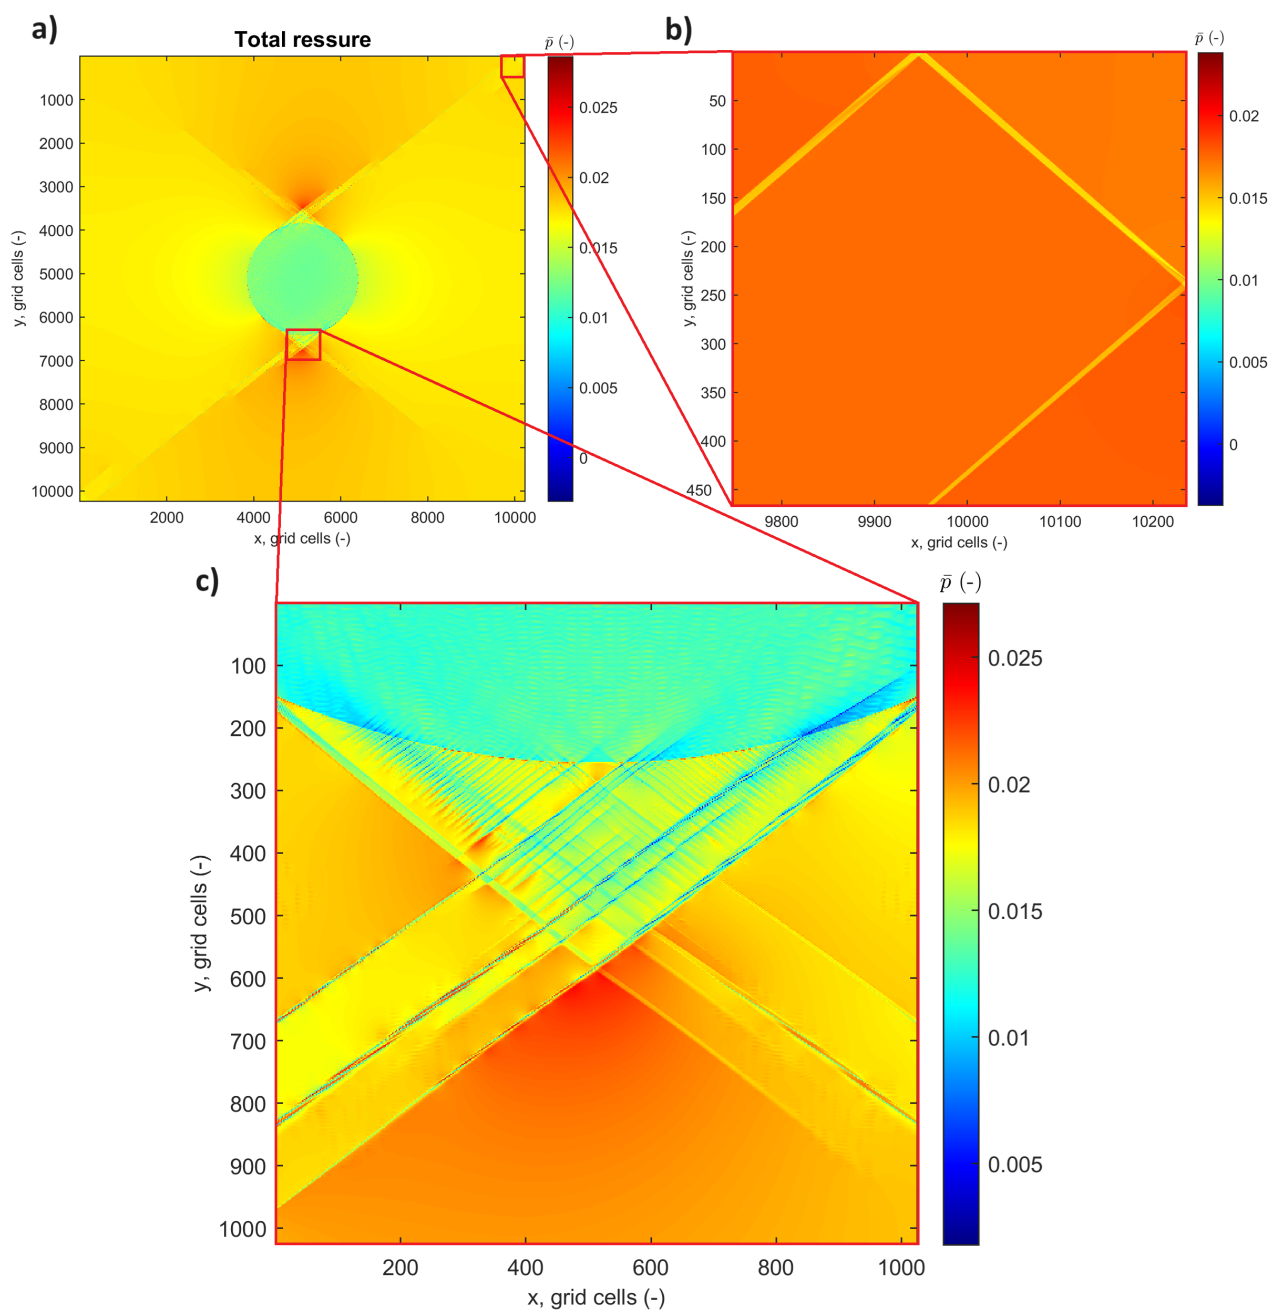 a)
Total ressure
p̄ (-)
1000
2000
3000
4000
5000
6000
7000
8000
9000
10000
y, grid cells (-)
2000 4000 6000 8000 10000
x, grid cells (-)
0.025
0.02
0.015
0.01
0.005
0
b)
p̄ (-)
50
100
150
200
250
300
350
400
450
y, grid cells (-)
9800 9900 10000 10100 10200
x, grid cells (-)
0.02
0.015
0.01
0.005
0
c)
p̄ (-)
100
200
300
400
500
600
700
800
900
1000
y, grid cells (-)
200 400 600 800 1000
x, grid cells (-)
0.025
0.02
0.015
0.01
0.005